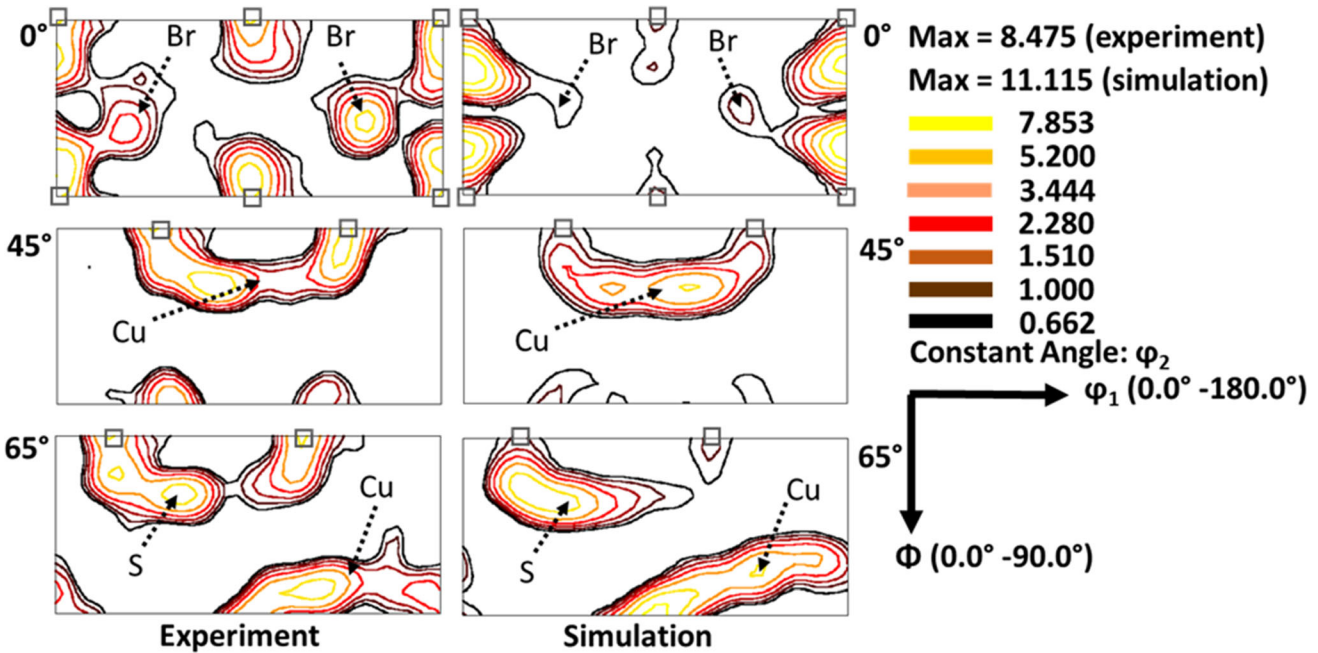 0°
Br
Br
Br
Br
0°
Max = 8.475 (experiment)
Max = 11.115 (simulation)
7.853
5.200
3.444
2.280
1.510
1.000
0.662
45°
Cu
Cu
45°
Constant Angle: φ₂
φ₁ (0.0° -180.0°)
65°
S
Cu
S
Cu
65°
Φ (0.0° -90.0°)
Experiment
Simulation